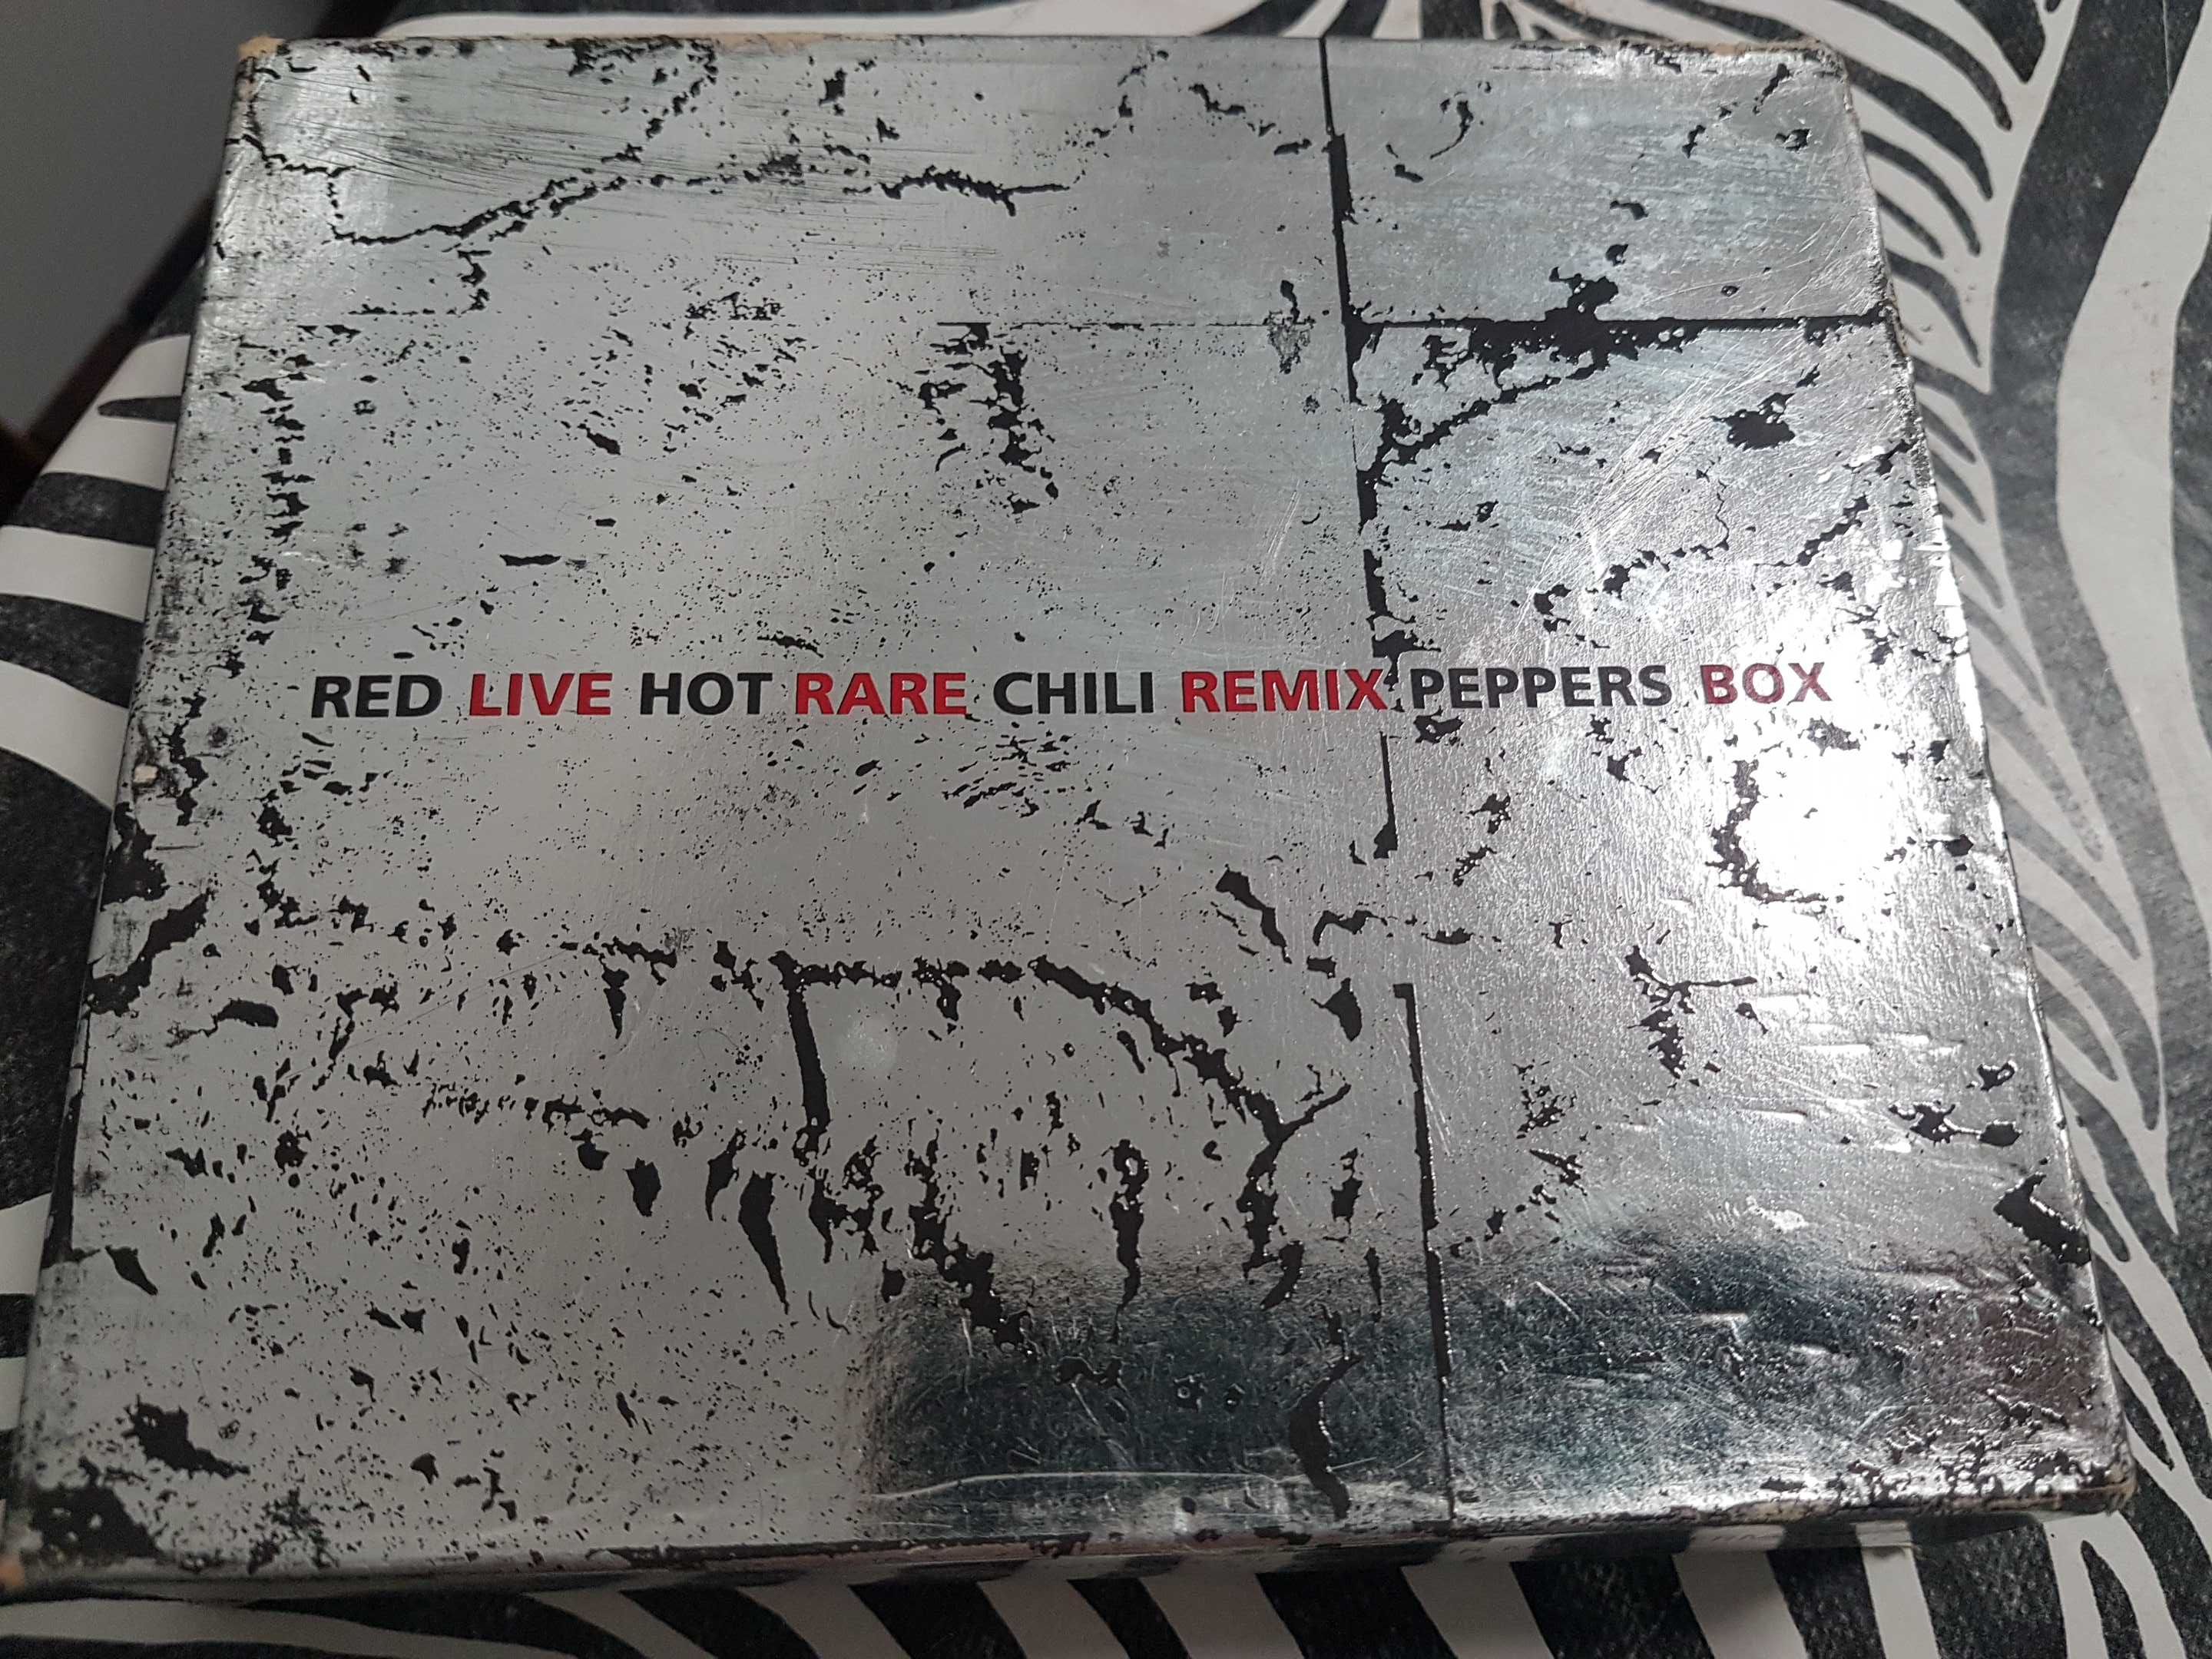 RED LIVE HOT RARE CHILI REMIX PEPPERS BOX